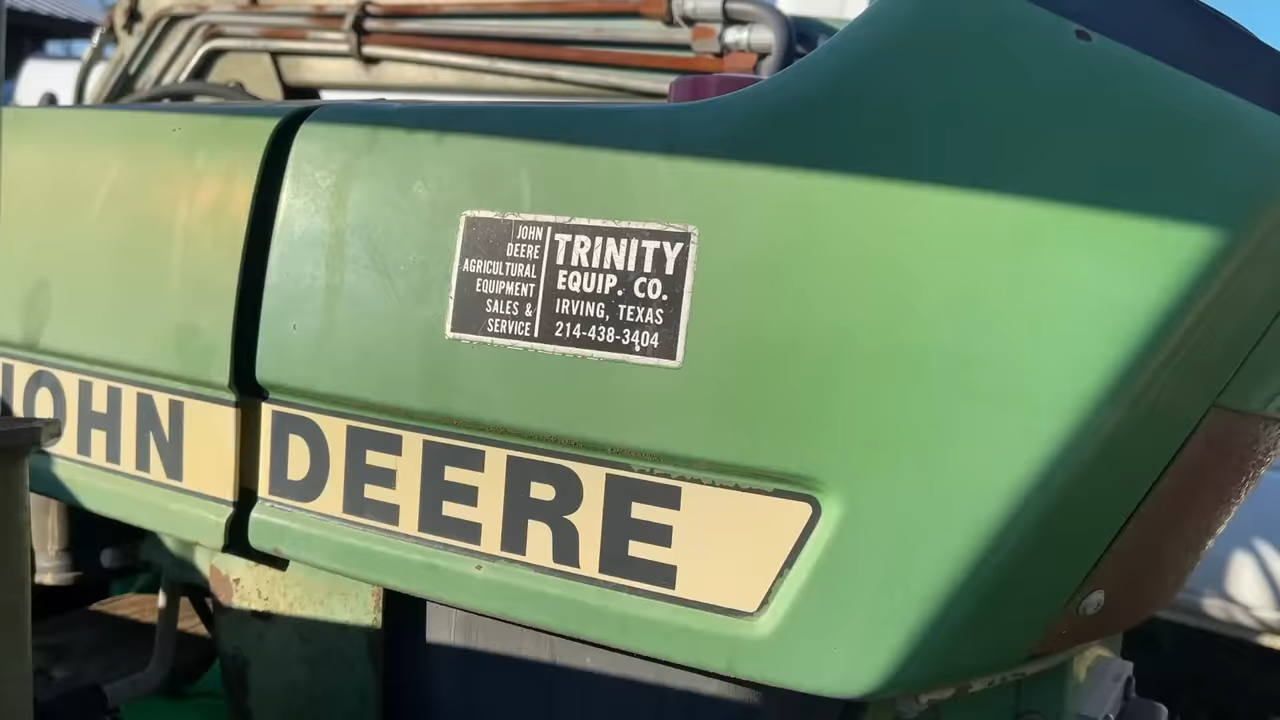 JOHN
DEERE
AGRICULTURAL
EQUIPMENT
SALES &
SERVICE
TRINITY
EQUIP. CO.
IRVING, TEXAS
214-438-3404
JOHN DEERE